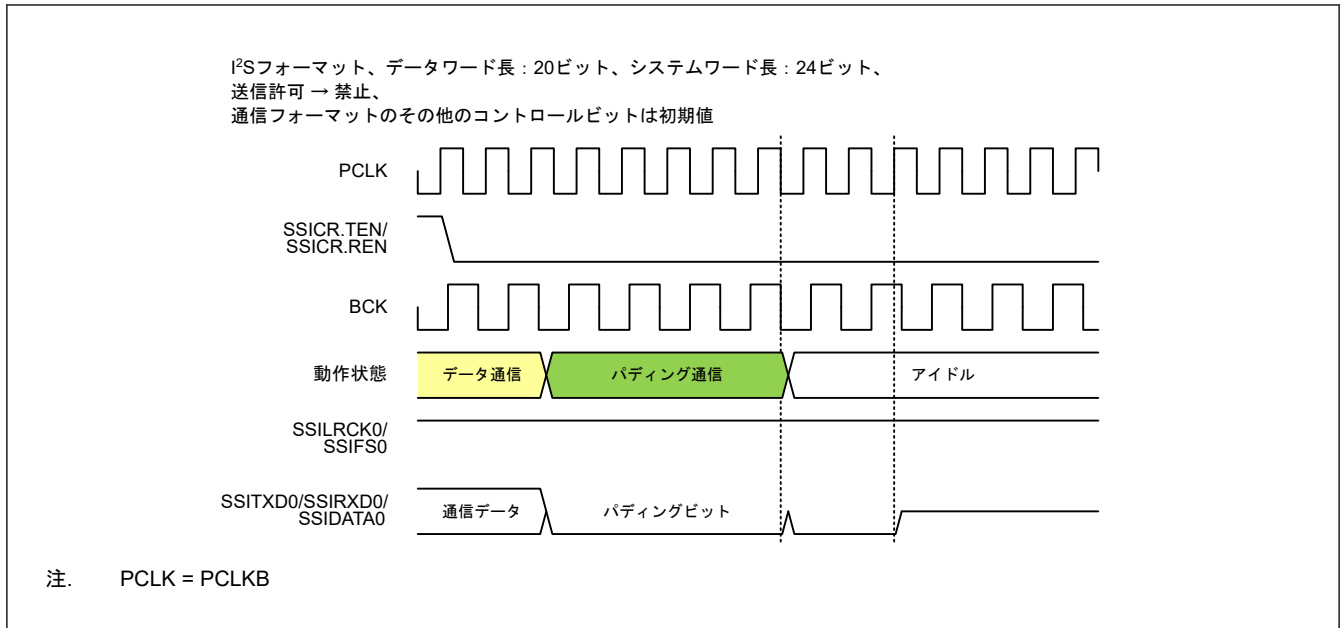 I²Sフォーマット、データワード長：20ビット、システムワード長：24ビット、
送信許可 → 禁止、
通信フォーマットのその他のコントロールビットは初期値
PCLK
SSICR.TEN/
SSICR.REN
BCK
動作状態
データ通信
パディング通信
アイドル
SSILRCK0/
SSIFS0
SSITXD0/SSIRXD0/
SSIDATA0
通信データ
パディングビット
注. PCLK = PCLKB